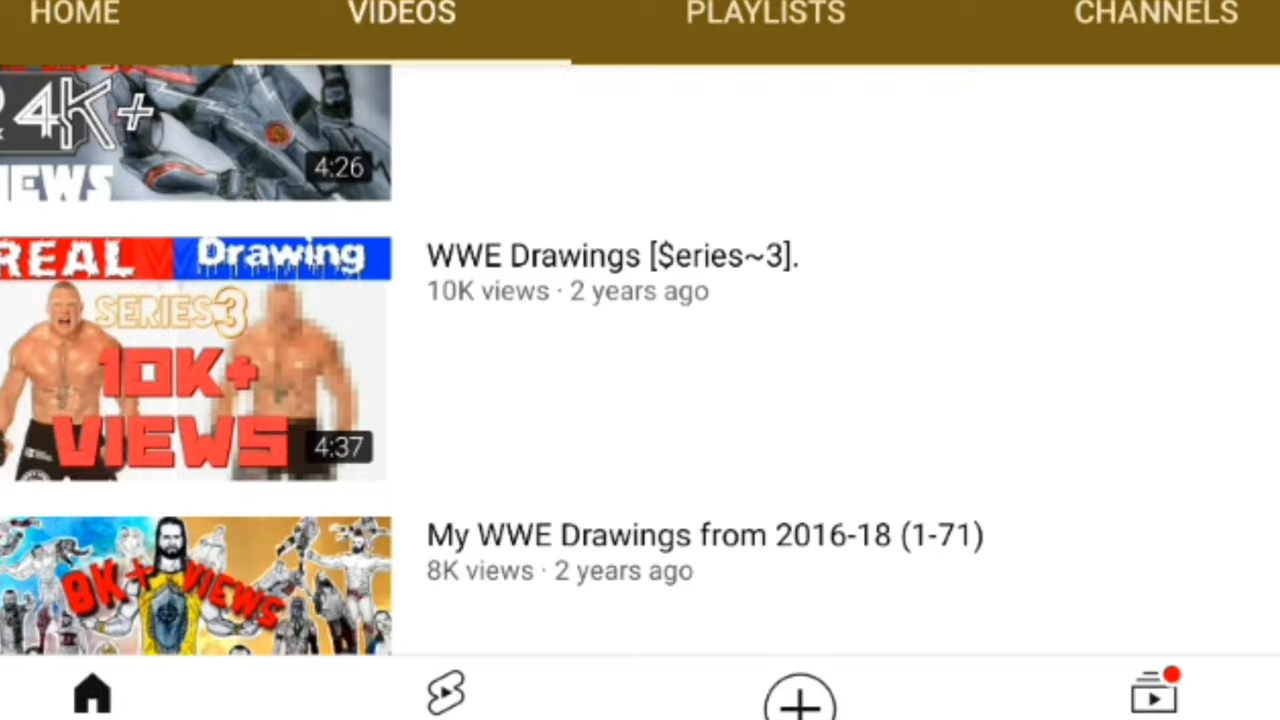 HOME VIDEOS PLAYLISTS CHANNELS
4K+
4:26
REAL Drawing
WWE Drawings [$eries~3].
10K views · 2 years ago
SERIES3
10K+
VIEWS
4:37
My WWE Drawings from 2016-18 (1-71)
8K views · 2 years ago
8K+ VIEWS